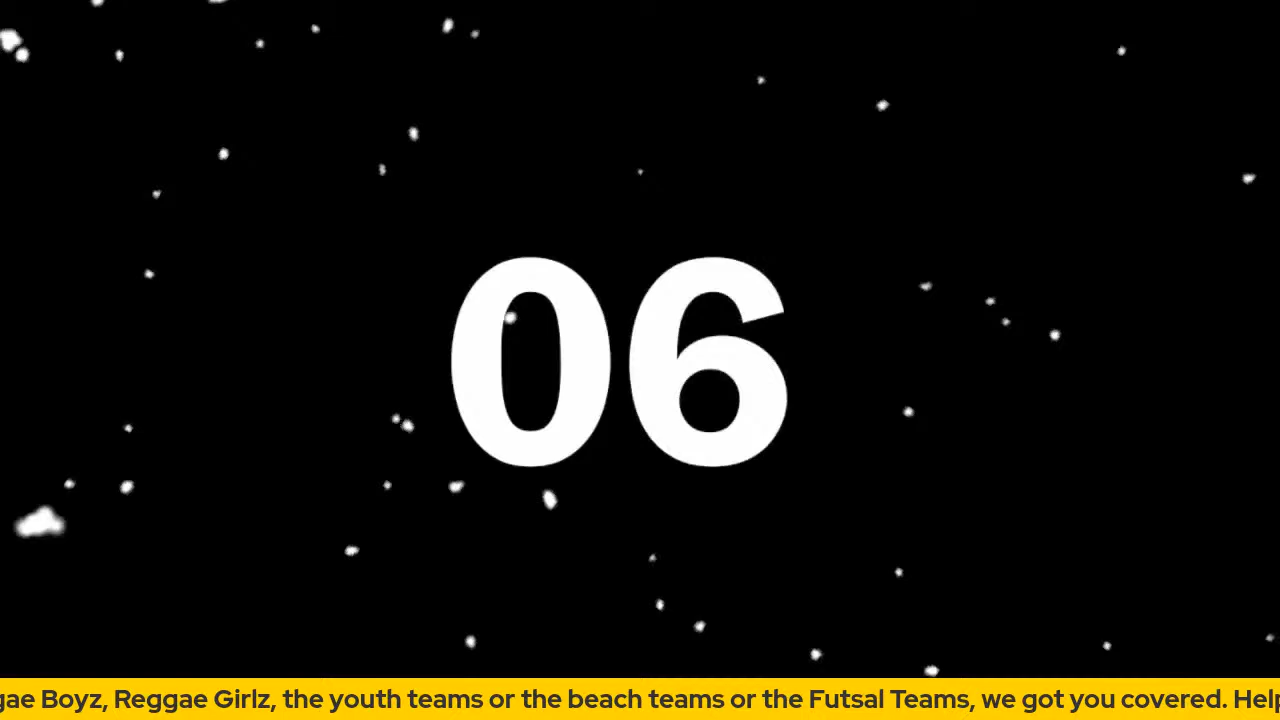 06
gae Boyz, Reggae Girlz, the youth teams or the beach teams or the Futsal Teams, we got you covered. Help